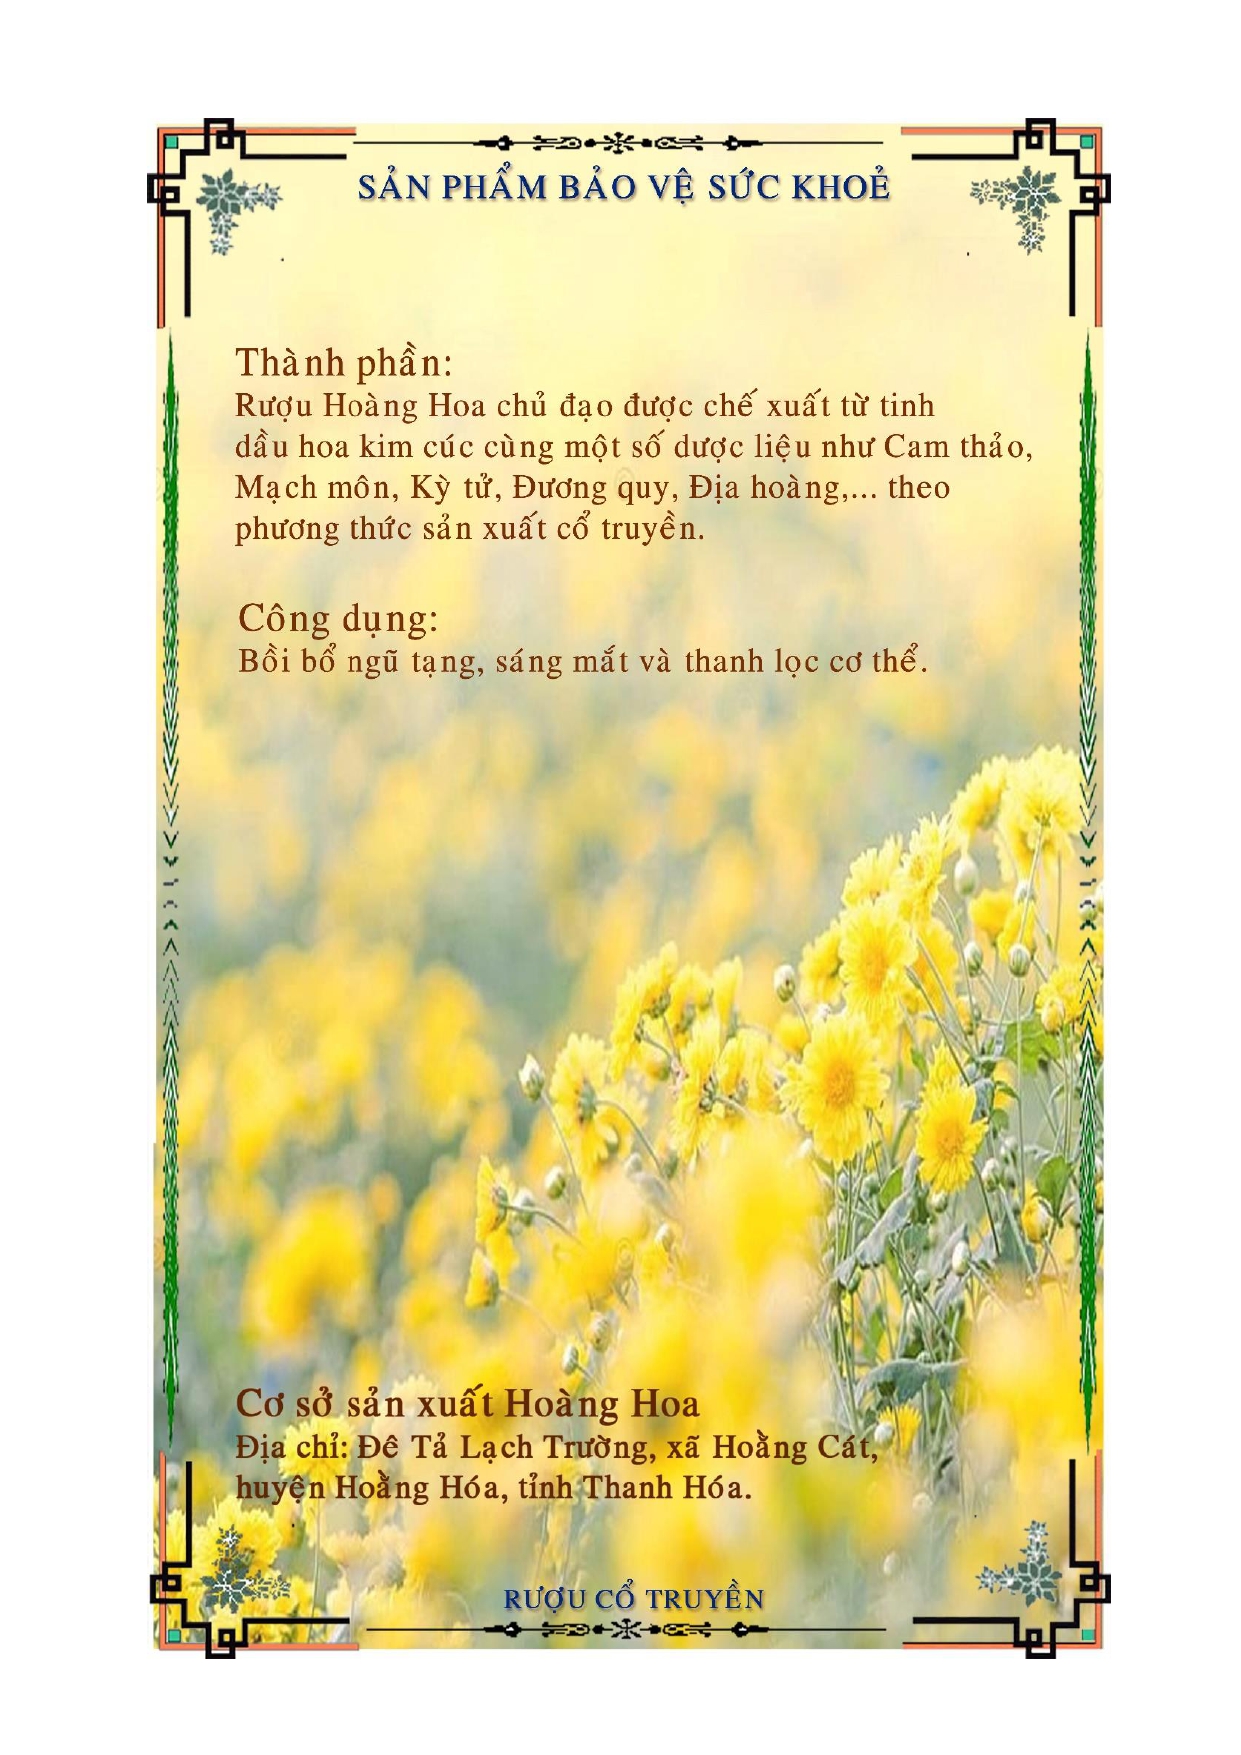 SẢN PHẨM BẢO VỆ SỨC KHOẺ
Thành phần:
Rượu Hoàng Hoa chủ đạo được chế xuất từ tinh
dầu hoa kim cúc cùng một số dược liệu như Cam thảo,
Mạch môn, Kỳ tử, Đương quy, Địa hoàng,... theo
phương thức sản xuất cổ truyền.
Công dụng:
Bồi bổ ngũ tạng, sáng mắt và thanh lọc cơ thể.
Cơ sở sản xuất Hoàng Hoa
Địa chỉ: Đê Tả Lạch Trường, xã Hoằng Cát,
huyện Hoằng Hóa, tỉnh Thanh Hóa.
RƯỢU CỔ TRUYỀN